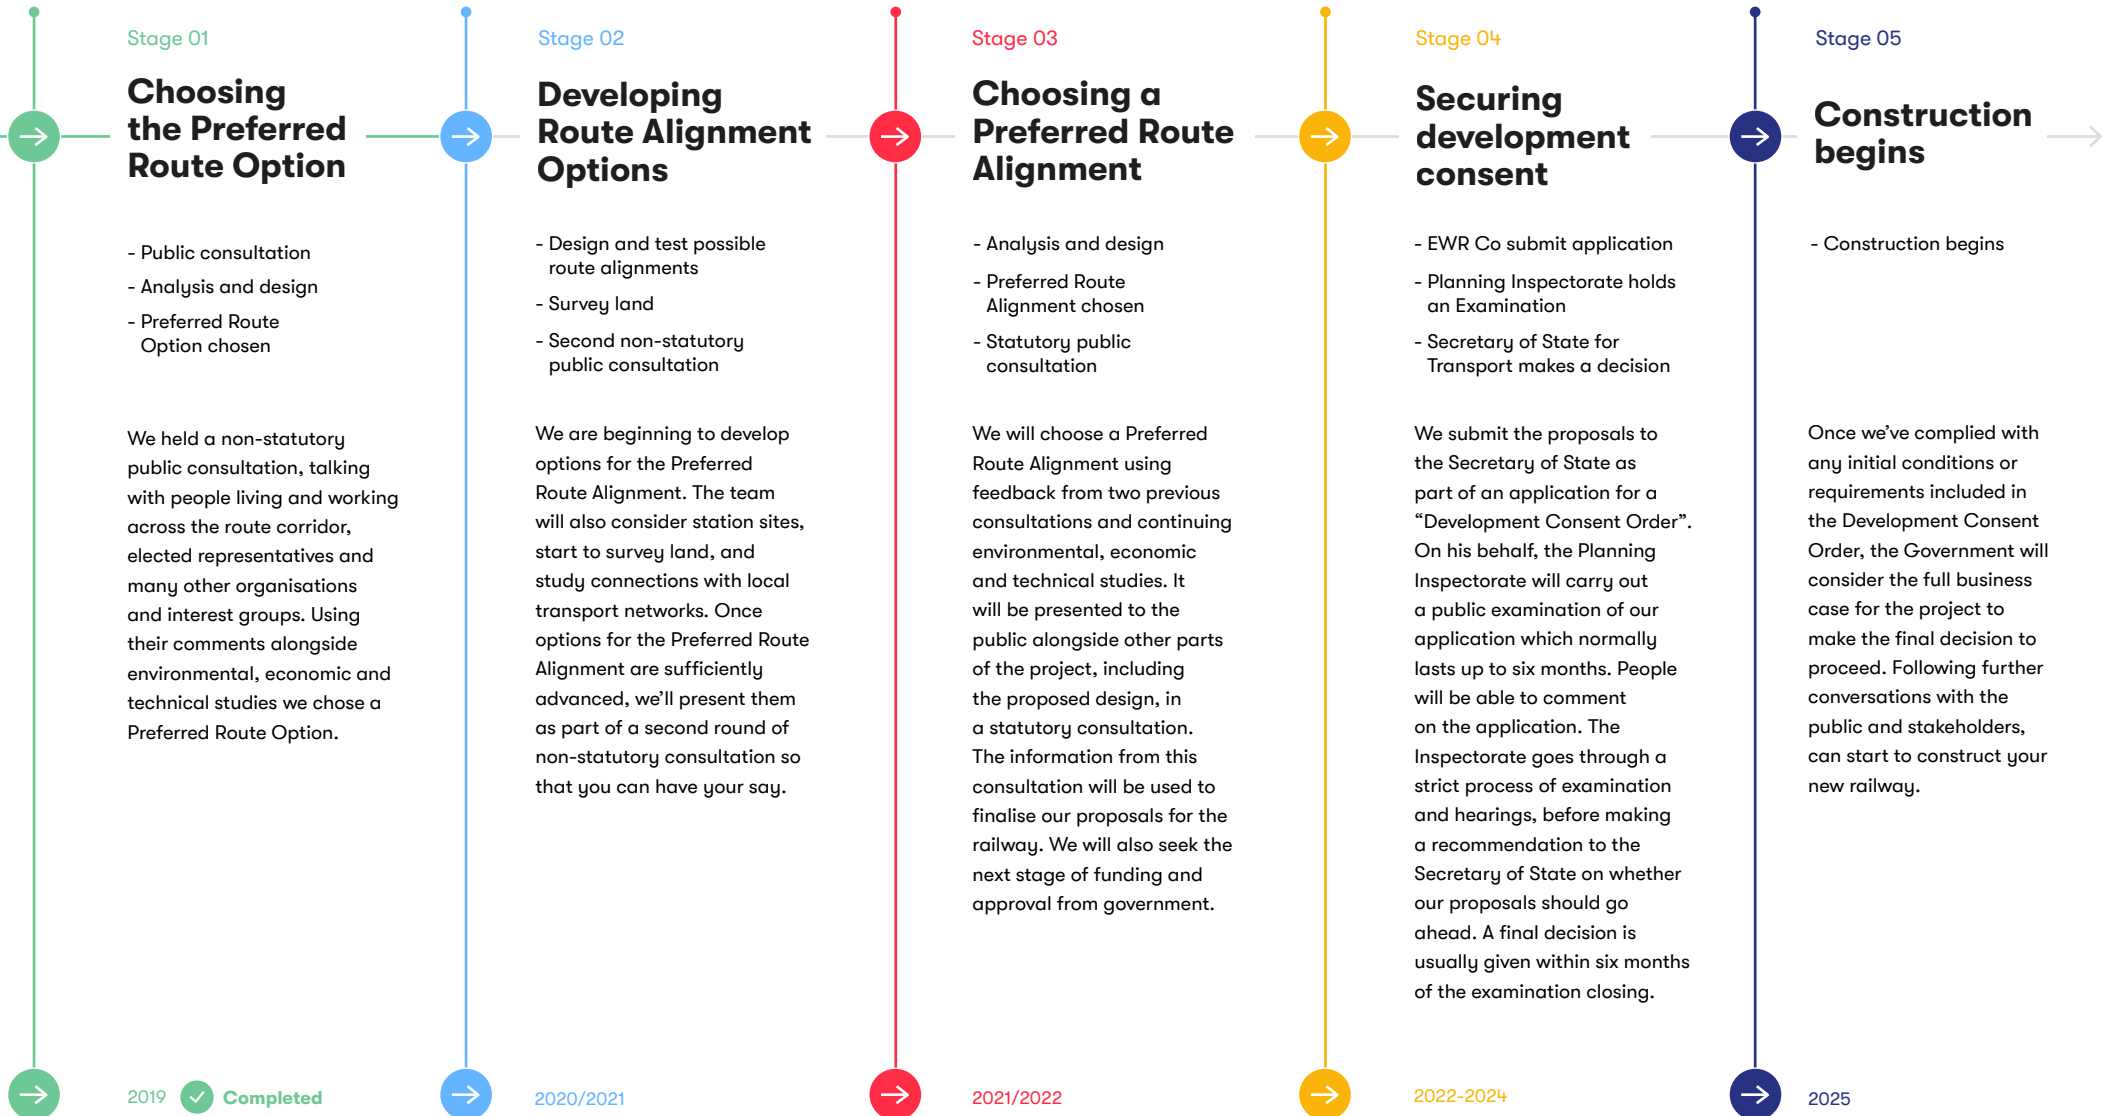 Stage 01
Choosing
the Preferred
Route Option
- Public consultation
- Analysis and design
- Preferred Route
Option chosen
We held a non-statutory
public consultation, talking
with people living and working
across the route corridor,
elected representatives and
many other organisations
and interest groups. Using
their comments alongside
environmental, economic and
technical studies we chose a
Preferred Route Option.
2019
Completed
Stage 02
Developing
Route Alignment
Options
- Design and test possible
route alignments
- Survey land
- Second non-statutory
public consultation
We are beginning to develop
options for the Preferred
Route Alignment. The team
will also consider station sites,
start to survey land, and
study connections with local
transport networks. Once
options for the Preferred Route
Alignment are sufficiently
advanced, we’ll present them
as part of a second round of
non-statutory consultation so
that you can have your say.
2020/2021
Stage 03
Choosing a
Preferred Route
Alignment
- Analysis and design
- Preferred Route
Alignment chosen
- Statutory public
consultation
We will choose a Preferred
Route Alignment using
feedback from two previous
consultations and continuing
environmental, economic
and technical studies. It
will be presented to the
public alongside other parts
of the project, including
the proposed design, in
a statutory consultation.
The information from this
consultation will be used to
finalise our proposals for the
railway. We will also seek the
next stage of funding and
approval from government.
2021/2022
Stage 04
Securing
development
consent
- EWR Co submit application
- Planning Inspectorate holds
an Examination
- Secretary of State for
Transport makes a decision
We submit the proposals to
the Secretary of State as
part of an application for a
“Development Consent Order”.
On his behalf, the Planning
Inspectorate will carry out
a public examination of our
application which normally
lasts up to six months. People
will be able to comment
on the application. The
Inspectorate goes through a
strict process of examination
and hearings, before making
a recommendation to the
Secretary of State on whether
our proposals should go
ahead. A final decision is
usually given within six months
of the examination closing.
2022-2024
Stage 05
Construction
begins
- Construction begins
Once we’ve complied with
any initial conditions or
requirements included in
the Development Consent
Order, the Government will
consider the full business
case for the project to
make the final decision to
proceed. Following further
conversations with the
public and stakeholders,
can start to construct your
new railway.
2025